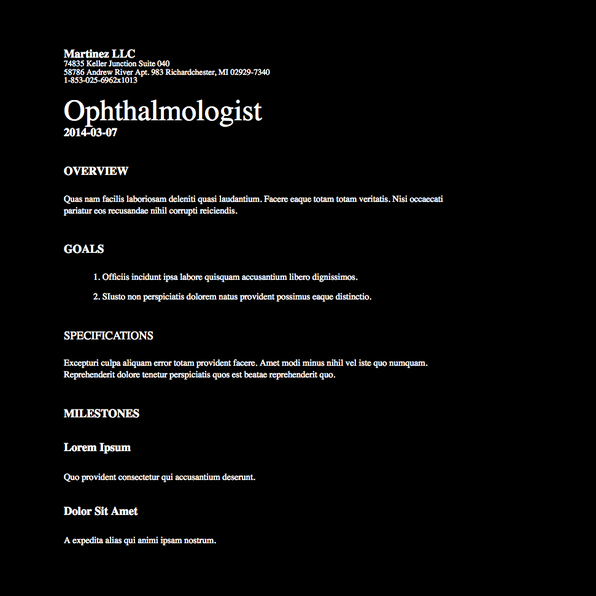 Martinez LLC
74835 Keller Junction Suite 040
58786 Andrew River Apt. 983 Richardchester, MI 02929-7340
1-853-025-6962x1013
Ophthalmologist
2014-03-07
OVERVIEW
Quas nam facilis laboriosam deleniti quasi laudantium. Facere eaque totam totam veritatis. Nisi occaecati
pariatur eos recusandae nihil corrupti reiciendis.
GOALS
1. Officiis incidunt ipsa labore quisquam accusantium libero dignissimos.
2. SIusto non perspiciatis dolorem natus provident possimus eaque distinctio.
SPECIFICATIONS
Excepturi culpa aliquam error totam provident facere. Amet modi minus nihil vel iste quo numquam.
Reprehenderit dolore tenetur perspiciatis quos est beatae reprehenderit quo.
MILESTONES
Lorem Ipsum
Quo provident consectetur qui accusantium deserunt.
Dolor Sit Amet
A expedita alias qui animi ipsam nostrum.